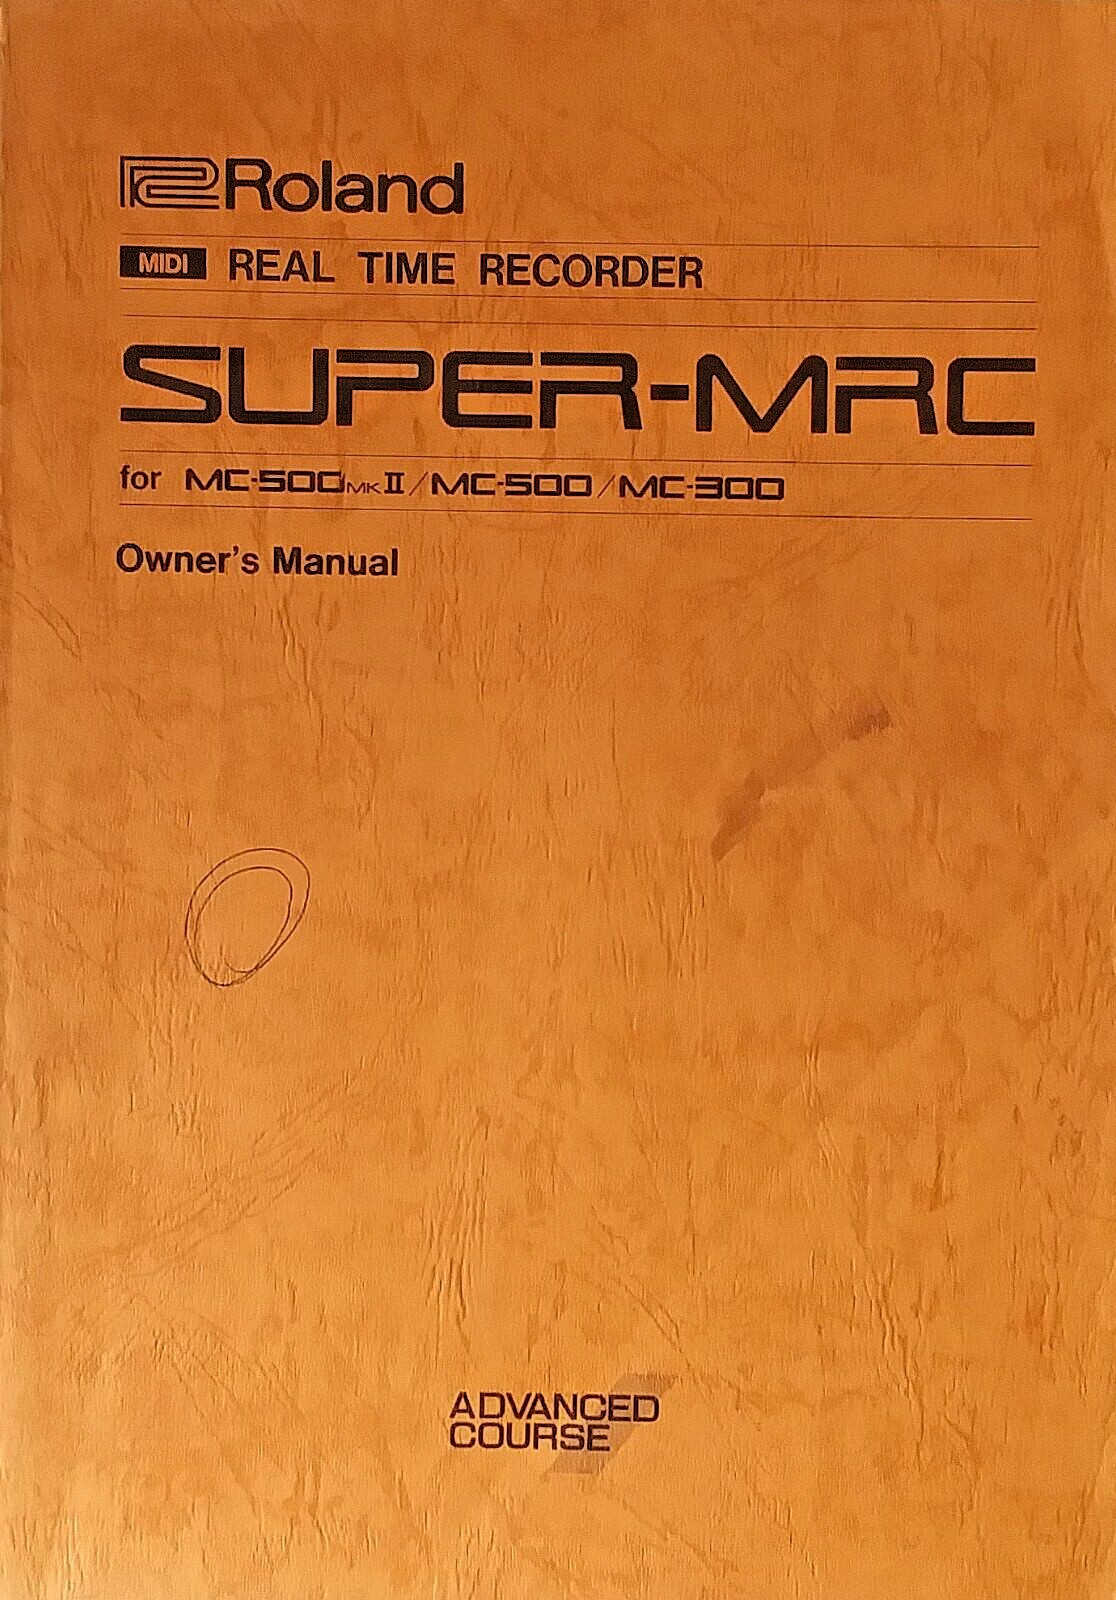 Roland
MIDI REAL TIME RECORDER
SUPER-MRC
for MC-500MKII/MC-500/MC-300
Owner's Manual
ADVANCED
COURSE